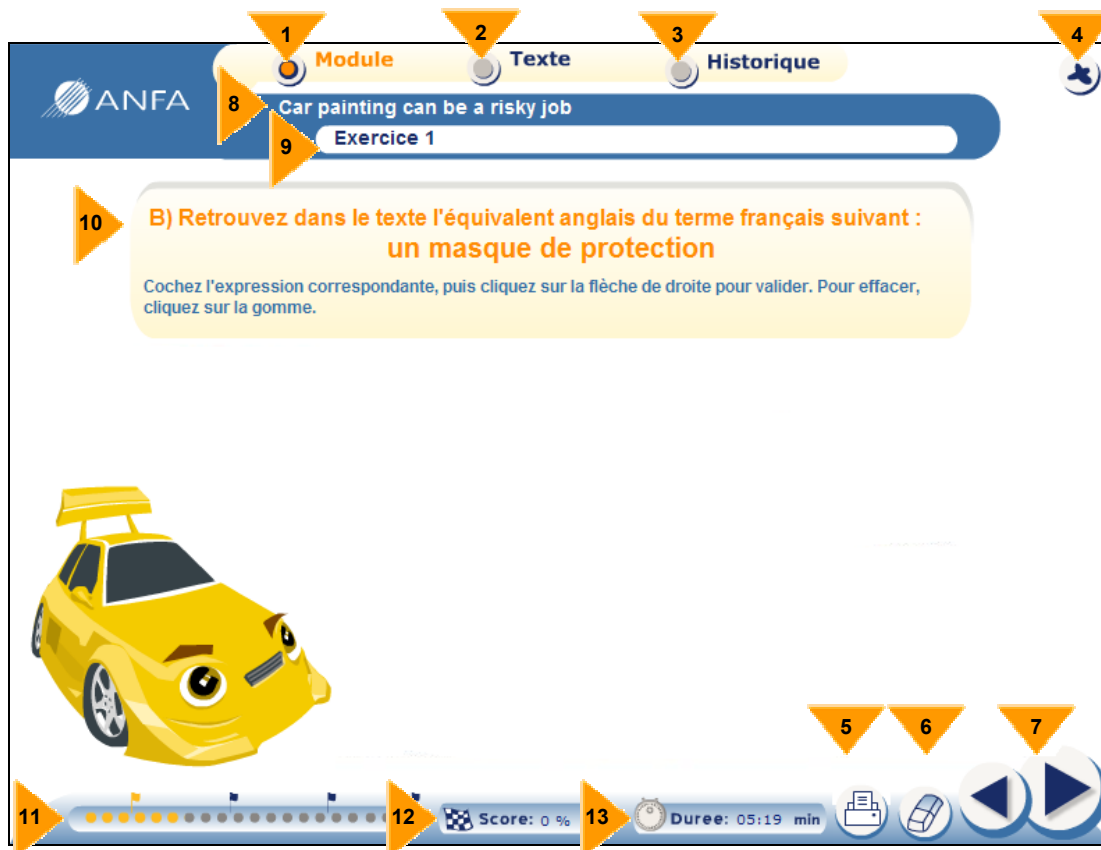 1
2
3
4
Module
Texte
Historique
ANFA
8
Car painting can be a risky job
9
Exercice 1
10
B) Retrouvez dans le texte l'équivalent anglais du terme français suivant :
un masque de protection
Cochez l'expression correspondante, puis cliquez sur la flèche de droite pour valider. Pour effacer,
cliquez sur la gomme.
5
6
7
11
12
Score: 0 %
13
Duree: 05:19 min